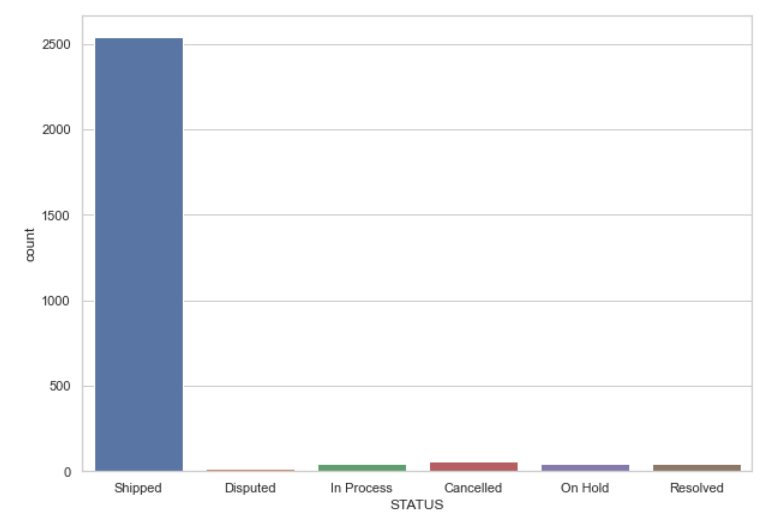 2500
2000
1500
1000
500
0
count
Shipped Disputed In Process Cancelled On Hold Resolved
STATUS